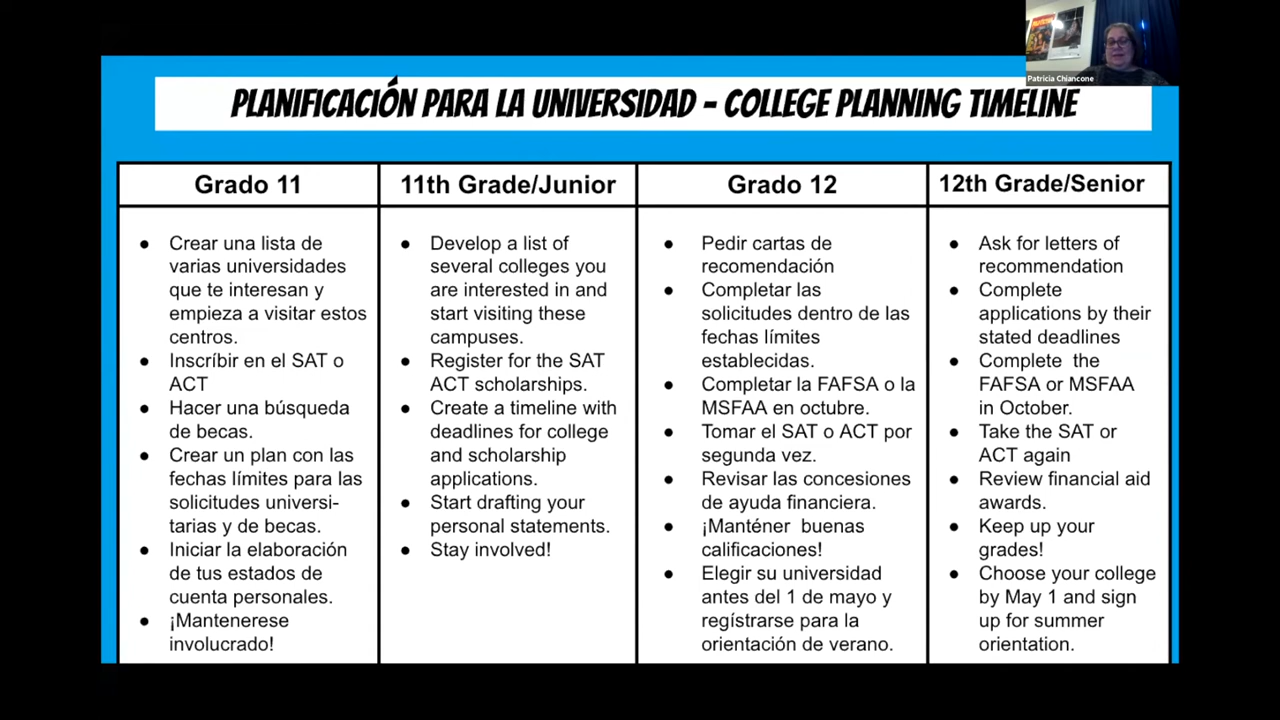 Patricia Chiancone
PLANIFICACIÓN PARA LA UNIVERSIDAD - COLLEGE PLANNING TIMELINE
Grado 11
● Crear una lista de
varias universidades
que te interesan y
empieza a visitar estos
centros.
● Inscríbir en el SAT o
ACT
● Hacer una búsqueda
de becas.
● Crear un plan con las
fechas límites para las
solicitudes universi-
tarias y de becas.
● Iniciar la elaboración
de tus estados de
cuenta personales.
● ¡Mantenerese
involucrado!
11th Grade/Junior
● Develop a list of
several colleges you
are interested in and
start visiting these
campuses.
● Register for the SAT
ACT scholarships.
● Create a timeline with
deadlines for college
and scholarship
applications.
● Start drafting your
personal statements.
● Stay involved!
Grado 12
● Pedir cartas de
recomendación
● Completar las
solicitudes dentro de las
fechas límites
establecidas.
● Completar la FAFSA o la
MSFAA en octubre.
● Tomar el SAT o ACT por
segunda vez.
● Revisar las concesiones
de ayuda financiera.
● ¡Manténer buenas
calificaciones!
● Elegir su universidad
antes del 1 de mayo y
regístrarse para la
orientación de verano.
12th Grade/Senior
● Ask for letters of
recommendation
● Complete
applications by their
stated deadlines
● Complete the
FAFSA or MSFAA
in October.
● Take the SAT or
ACT again
● Review financial aid
awards.
● Keep up your
grades!
● Choose your college
by May 1 and sign
up for summer
orientation.